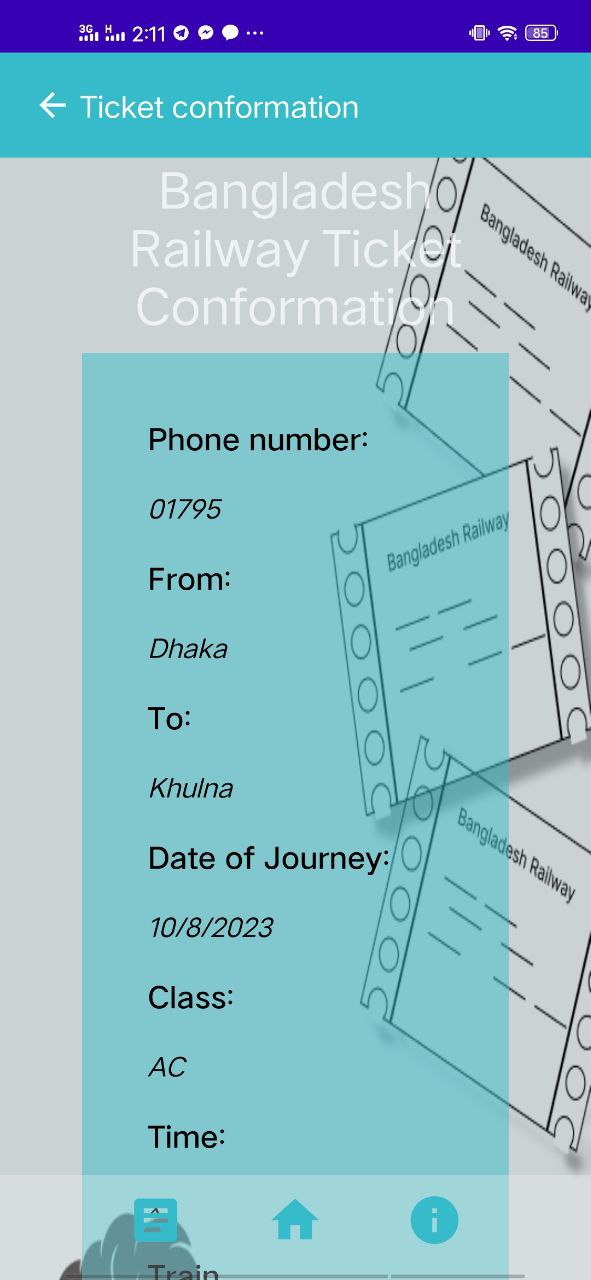 3G H 2:11 85
Ticket conformation
Bangladesh
Railway Ticket
Conformation
Bangladesh Railway
Phone number:
01795
Bangladesh Railway
From:
Dhaka
To:
Khulna
Bangladesh Railway
Date of Journey:
10/8/2023
Class:
AC
Time:
Train